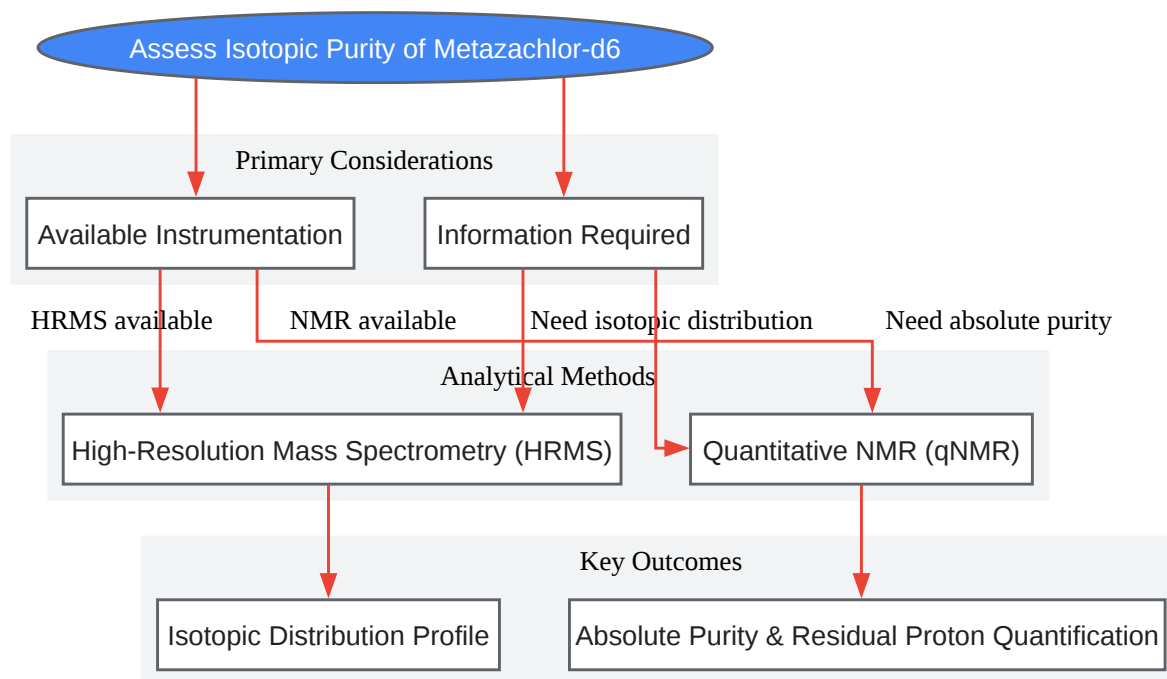 Assess Isotopic Purity of Metazachlor-d6
Primary Considerations
Available Instrumentation
Information Required
HRMS available
NMR available
Need isotopic distribution
Need absolute purity
Analytical Methods
High-Resolution Mass Spectrometry (HRMS)
Quantitative NMR (qNMR)
Key Outcomes
Isotopic Distribution Profile
Absolute Purity & Residual Proton Quantification